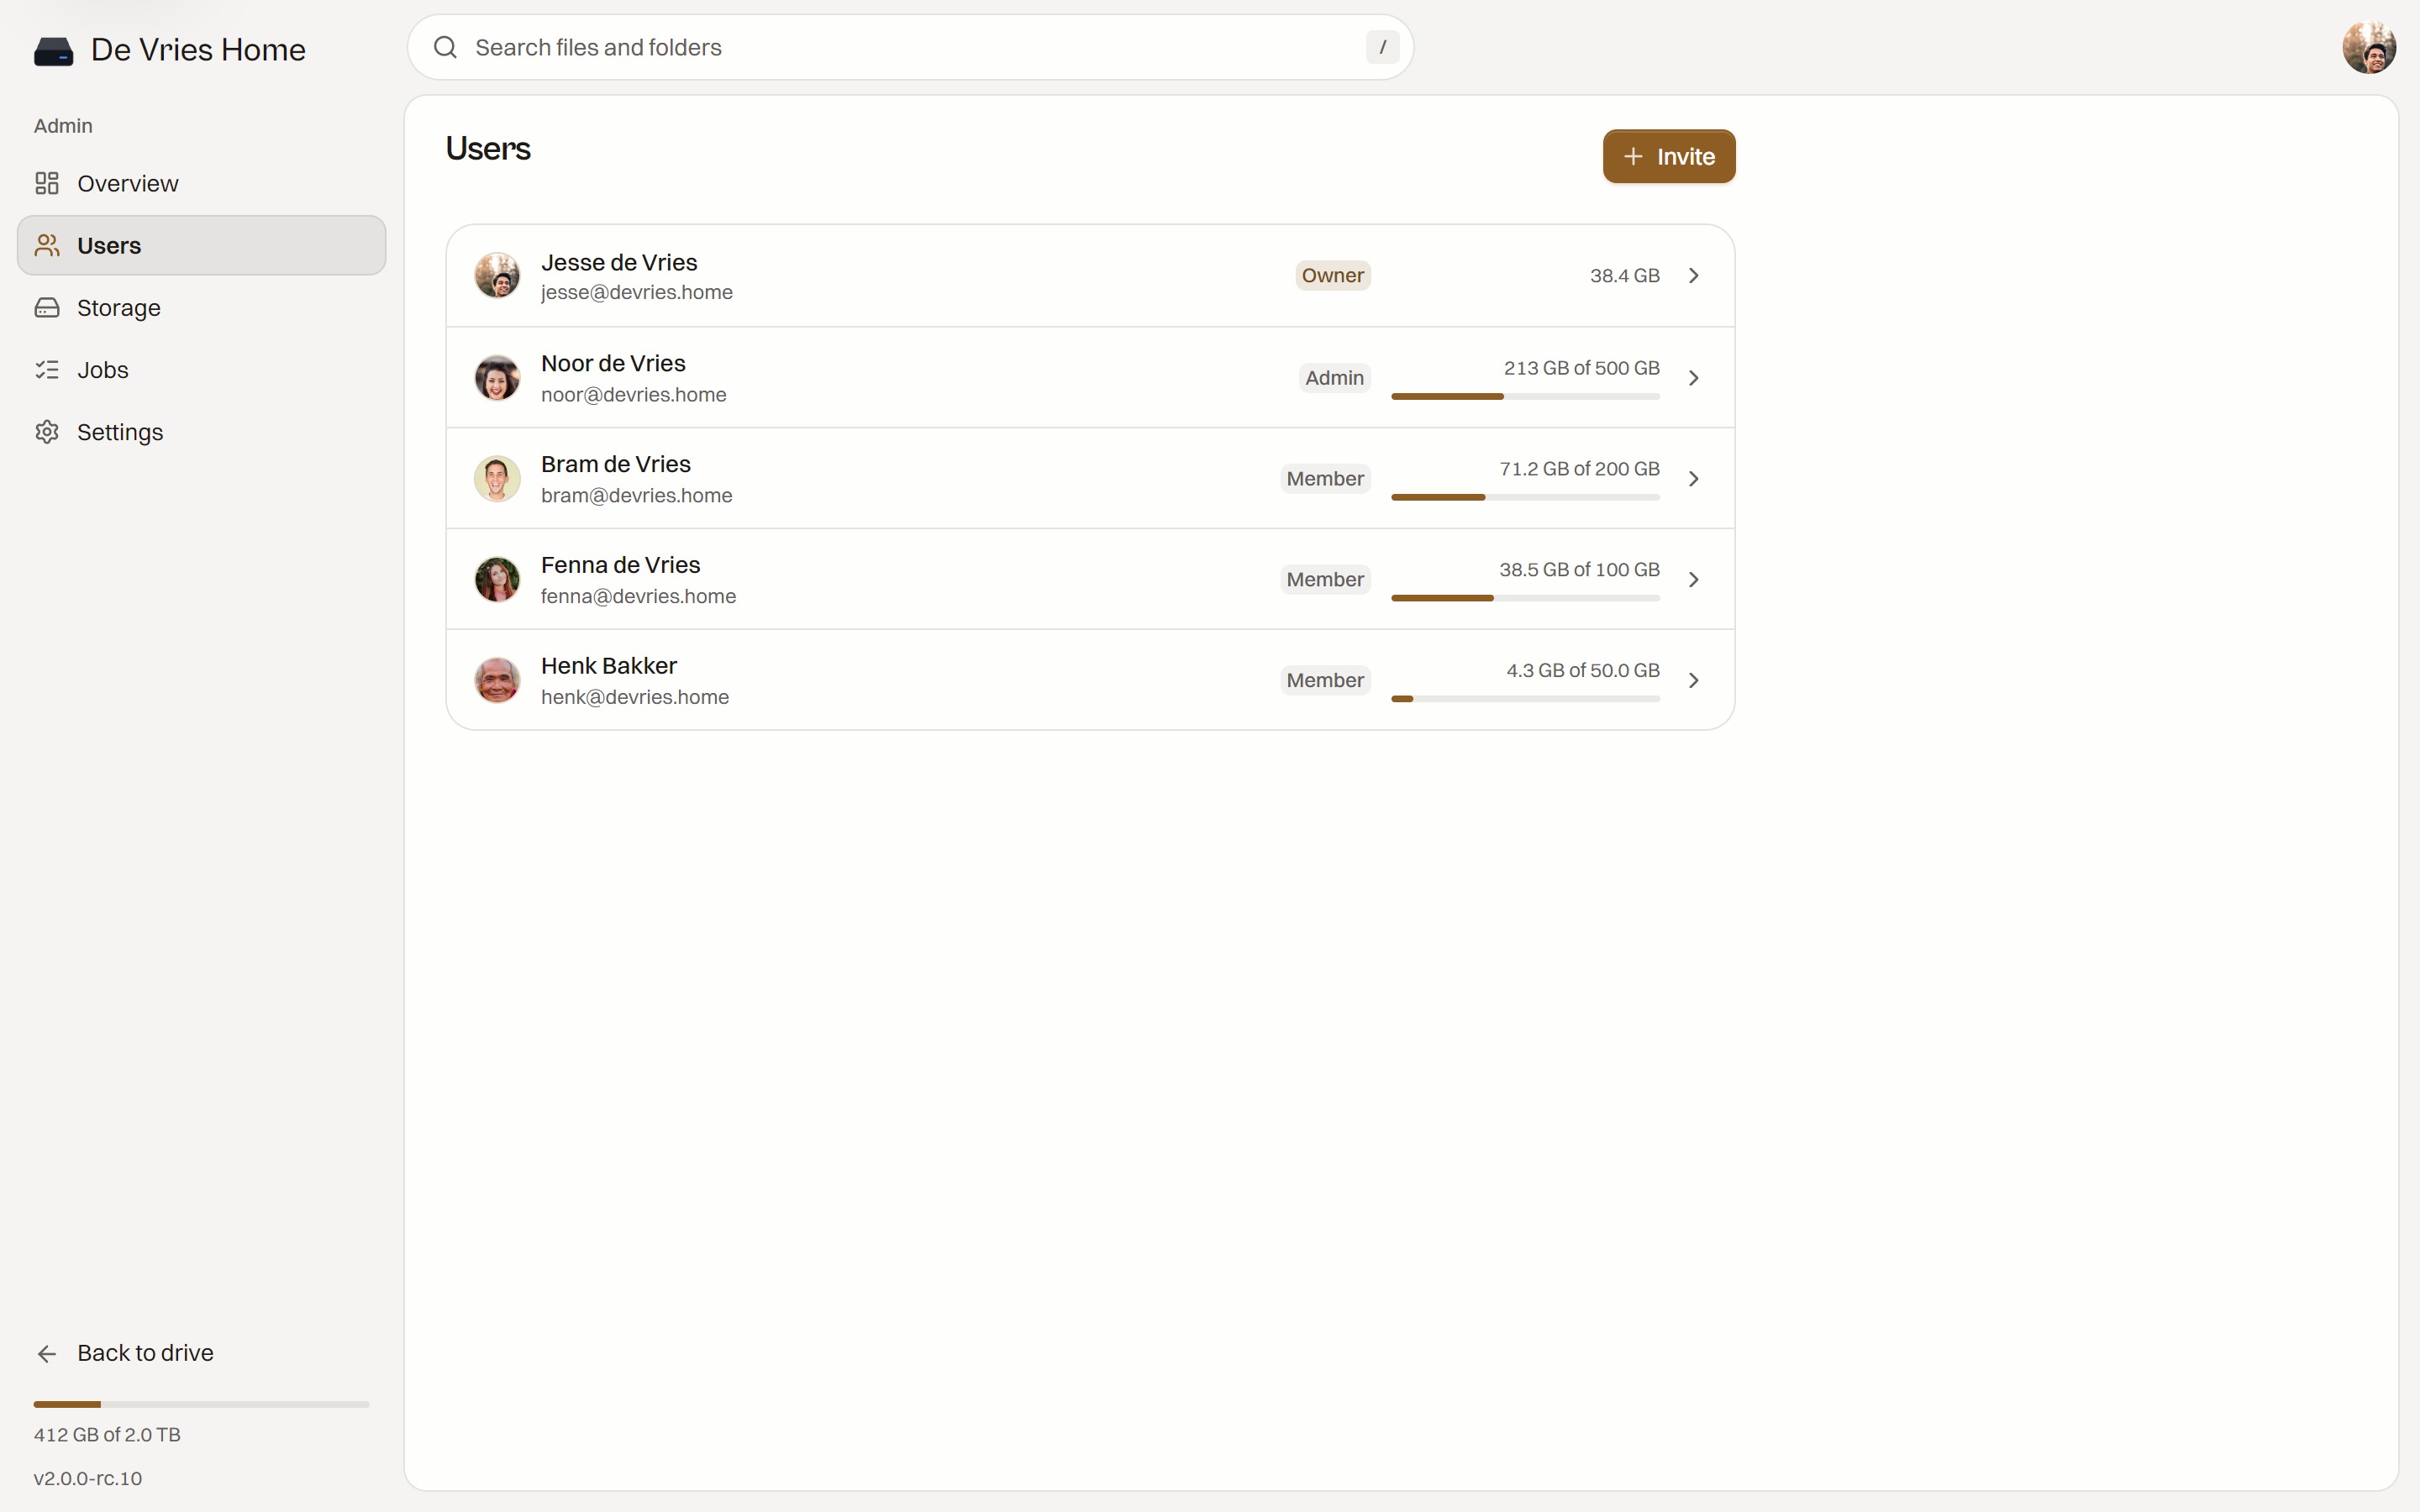 De Vries Home
Search files and folders
/
Admin
Overview
Users
Storage
Jobs
Settings
Users
Invite
Jesse de Vries
jesse@devries.home
Owner
38.4 GB
Noor de Vries
noor@devries.home
Admin
213 GB of 500 GB
Bram de Vries
bram@devries.home
Member
71.2 GB of 200 GB
Fenna de Vries
fenna@devries.home
Member
38.5 GB of 100 GB
Henk Bakker
henk@devries.home
Member
4.3 GB of 50.0 GB
Back to drive
412 GB of 2.0 TB
v2.0.0-rc.10